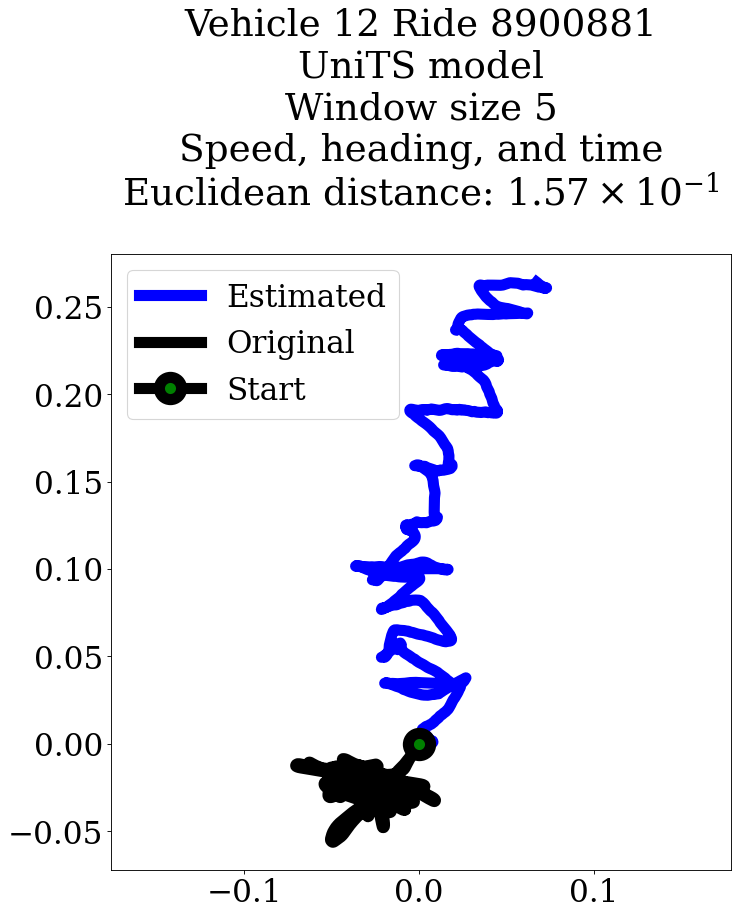 Vehicle 12 Ride 8900881
UniTS model
Window size 5
Speed, heading, and time
Euclidean distance: $1.57 \times 10^{-1}$
Estimated
Original
Start
0.25
0.20
0.15
0.10
0.05
0.00
−0.05
−0.1
0.0
0.1